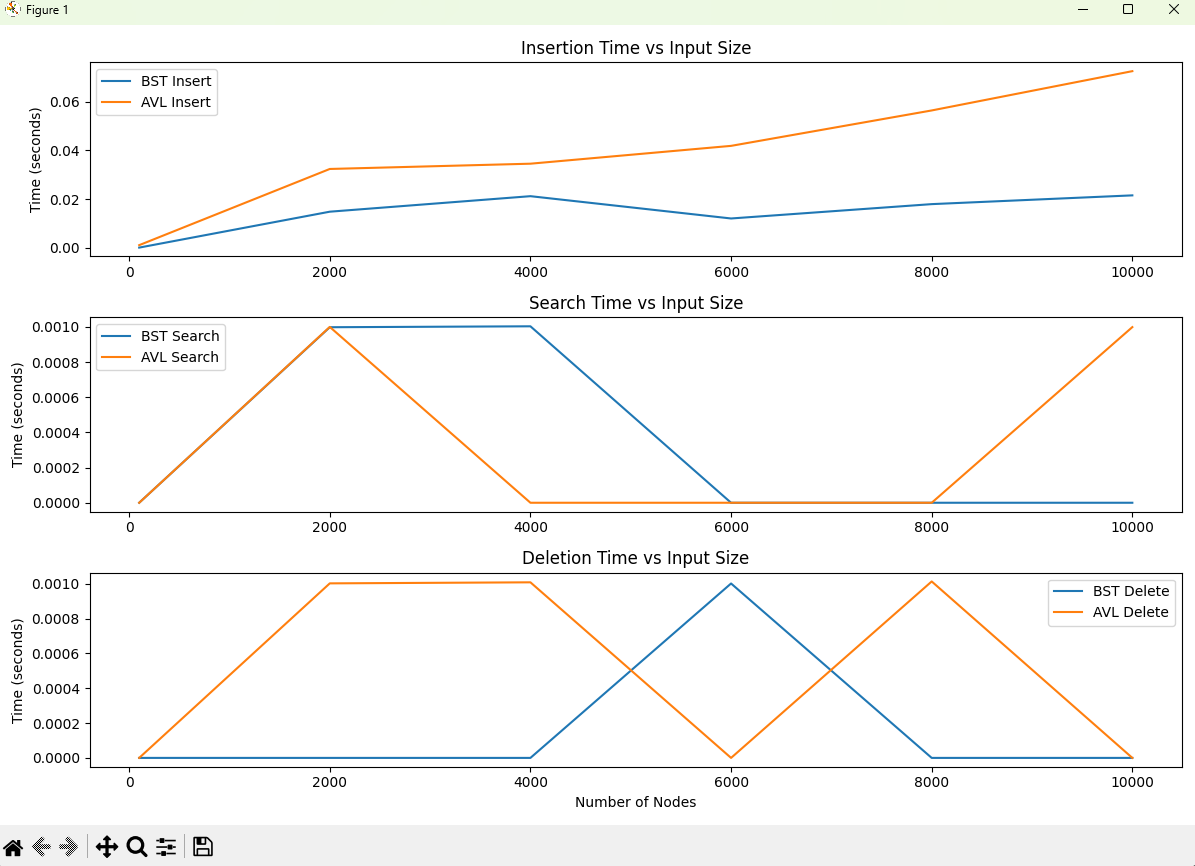 Figure 1
Insertion Time vs Input Size
BST Insert
AVL Insert
Time (seconds)
0.06
0.04
0.02
0.00
0 2000 4000 6000 8000 10000
Search Time vs Input Size
BST Search
AVL Search
Time (seconds)
0.0010
0.0008
0.0006
0.0004
0.0002
0.0000
0 2000 4000 6000 8000 10000
Deletion Time vs Input Size
BST Delete
AVL Delete
Time (seconds)
0.0010
0.0008
0.0006
0.0004
0.0002
0.0000
0 2000 4000 6000 8000 10000
Number of Nodes